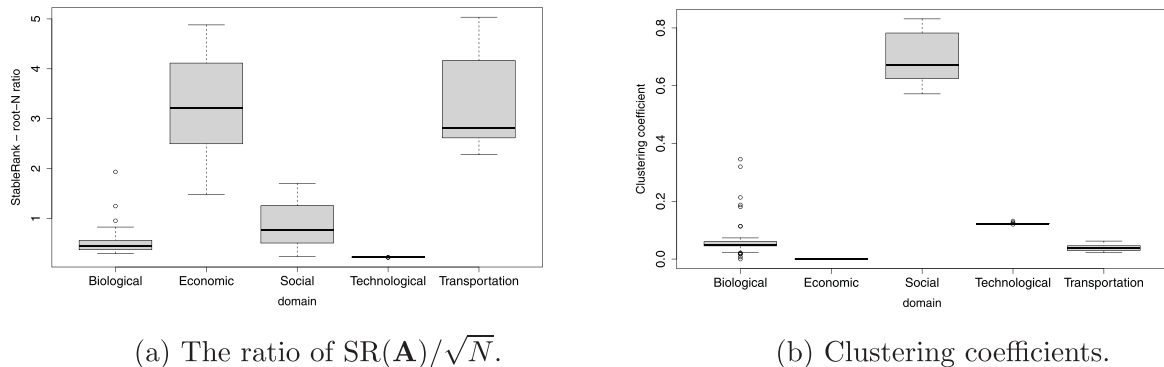 StableRank − root−N ratio
5
4
3
2
1
Biological Economic Social Technological Transportation
domain
(a) The ratio of SR(A)/√N.
Clustering coefficient
0.8
0.6
0.4
0.2
0.0
Biological Economic Social Technological Transportation
domain
(b) Clustering coefficients.